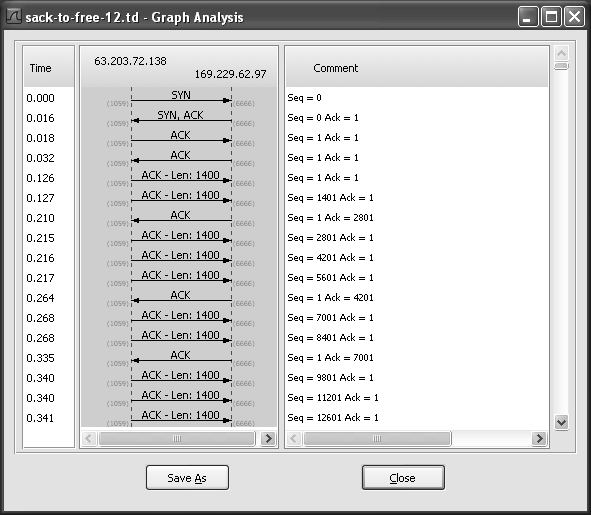 sack-to-free-12.td - Graph Analysis
Time 63.203.72.138 169.229.62.97 Comment
0.000 (1059) SYN (6666) Seq = 0
0.016 (1059) SYN, ACK (6666) Seq = 0 Ack = 1
0.018 (1059) ACK (6666) Seq = 1 Ack = 1
0.032 (1059) ACK (6666) Seq = 1 Ack = 1
0.126 (1059) ACK - Len: 1400 (6666) Seq = 1 Ack = 1
0.127 (1059) ACK - Len: 1400 (6666) Seq = 1401 Ack = 1
0.210 (1059) ACK (6666) Seq = 1 Ack = 2801
0.215 (1059) ACK - Len: 1400 (6666) Seq = 2801 Ack = 1
0.216 (1059) ACK - Len: 1400 (6666) Seq = 4201 Ack = 1
0.217 (1059) ACK - Len: 1400 (6666) Seq = 5601 Ack = 1
0.264 (1059) ACK (6666) Seq = 1 Ack = 4201
0.268 (1059) ACK - Len: 1400 (6666) Seq = 7001 Ack = 1
0.268 (1059) ACK - Len: 1400 (6666) Seq = 8401 Ack = 1
0.335 (1059) ACK (6666) Seq = 1 Ack = 7001
0.340 (1059) ACK - Len: 1400 (6666) Seq = 9801 Ack = 1
0.340 (1059) ACK - Len: 1400 (6666) Seq = 11201 Ack = 1
0.341 (1059) ACK - Len: 1400 (6666) Seq = 12601 Ack = 1
Save As Close